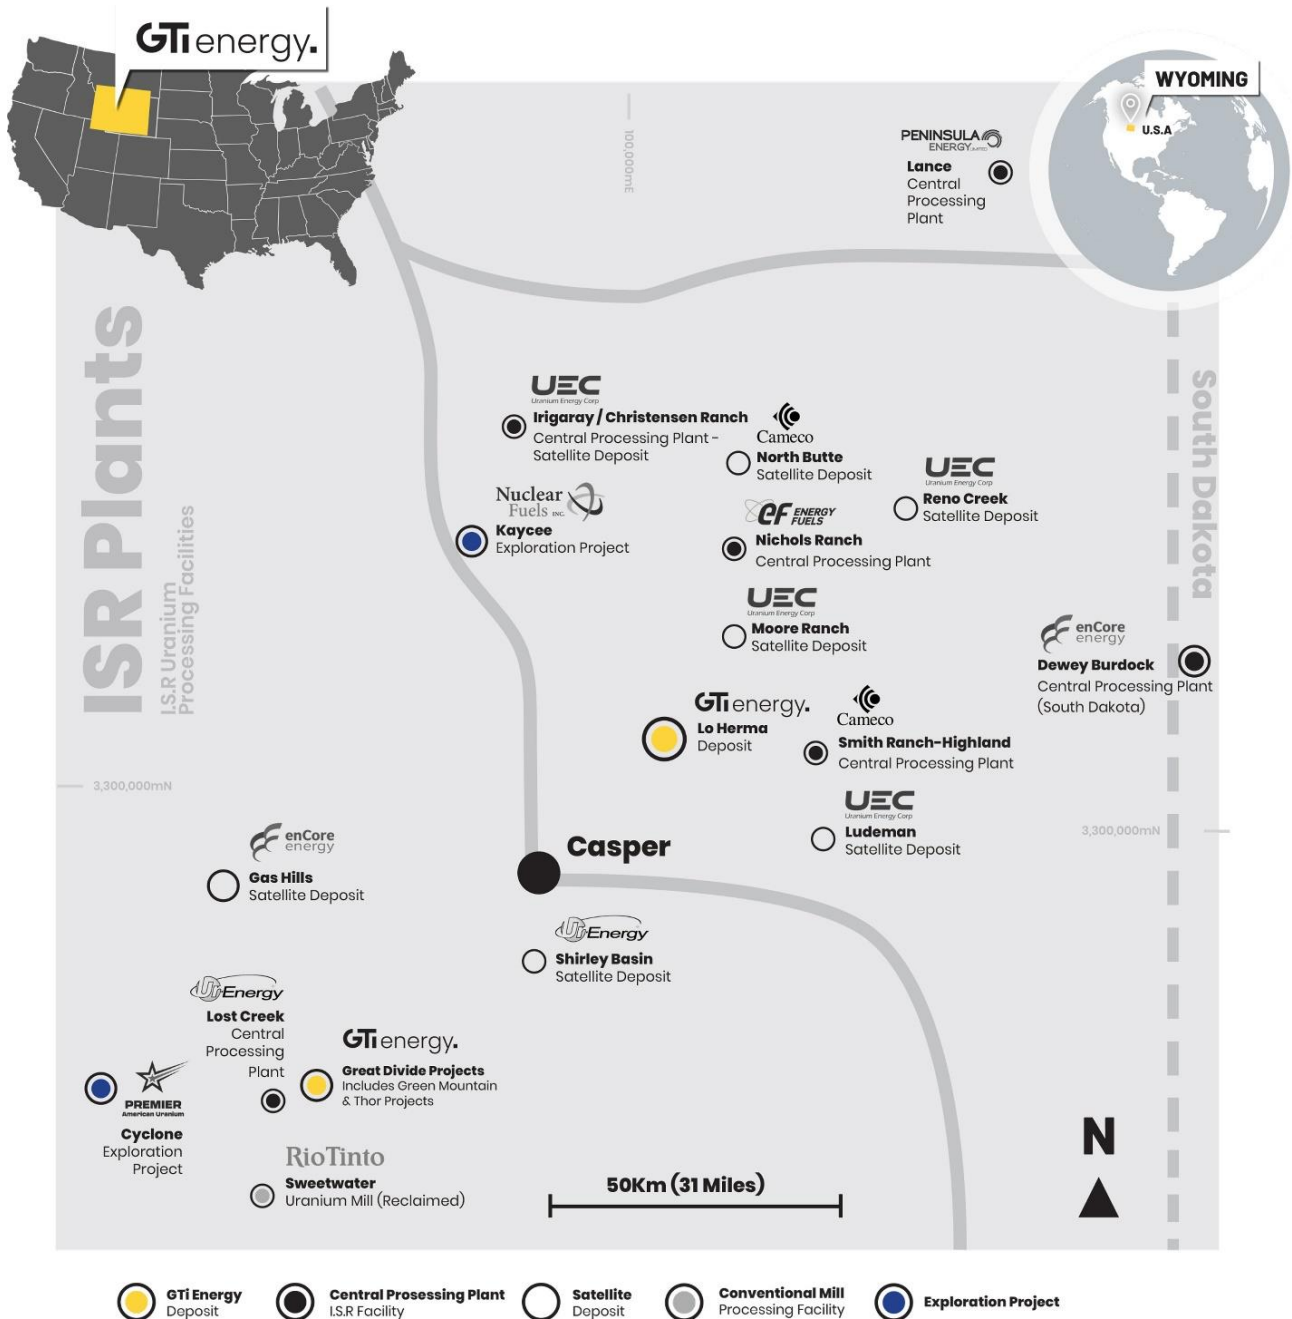 GTi energy.
WYOMING
U.S.A
100,000mE
PENINSULA
ENERGY LIMITED
Lance
Central
Processing
Plant
ISR Plants
I.S.R Uranium
Processing Facilities
South Dakota
UEC
Uranium Energy Corp
Irigaray / Christensen Ranch
Central Processing Plant -
Satellite Deposit
Cameco
North Butte
Satellite Deposit
UEC
Uranium Energy Corp
Reno Creek
Satellite Deposit
Nuclear
Fuels INC.
Kaycee
Exploration Project
ef ENERGY
FUELS
Nichols Ranch
Central Processing Plant
UEC
Uranium Energy Corp
Moore Ranch
Satellite Deposit
enCore
energy
Dewey Burdock
Central Processing Plant
(South Dakota)
GTi energy.
Lo Herma
Deposit
Cameco
Smith Ranch-Highland
Central Processing Plant
3,300,000mN
UEC
Uranium Energy Corp
Ludeman
Satellite Deposit
3,300,000mN
enCore
energy
Gas Hills
Satellite Deposit
Casper
Ur-Energy
Shirley Basin
Satellite Deposit
Ur-Energy
Lost Creek
Central
Processing
Plant
GTi energy.
Great Divide Projects
Includes Green Mountain
& Thor Projects
PREMIER
American Uranium
Cyclone
Exploration
Project
RioTinto
Sweetwater
Uranium Mill (Reclaimed)
50Km (31 Miles)
N
GTi Energy
Deposit
Central Prosessing Plant
I.S.R Facility
Satellite
Deposit
Conventional Mill
Processing Facility
Exploration Project